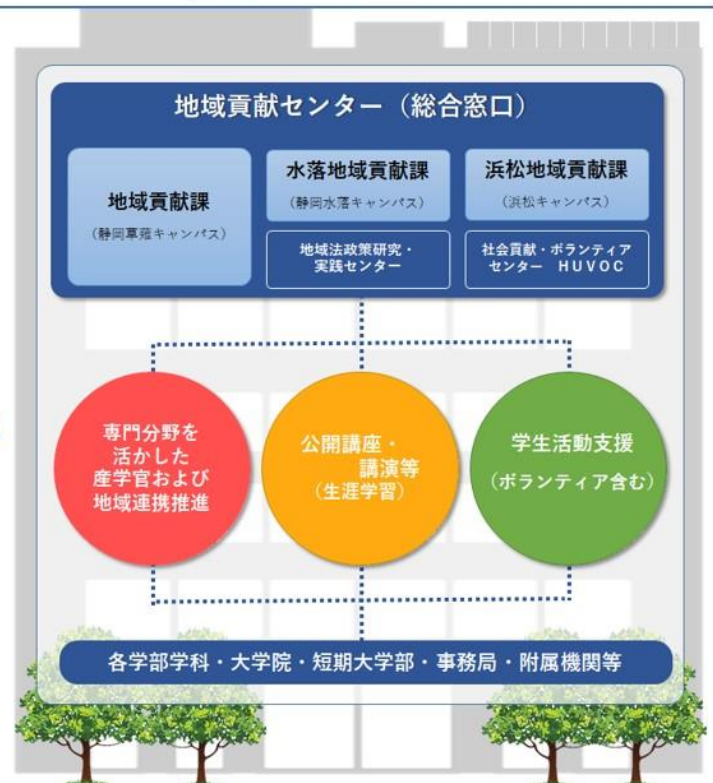 地域貢献センター（総合窓口）
地域貢献課
（静岡草薙キャンパス）
水落地域貢献課
（静岡水落キャンパス）
地域法政策研究・
実践センター
浜松地域貢献課
（浜松キャンパス）
社会貢献・ボランティア
センター　ＨＵＶＯＣ
専門分野を
活かした
産学官および
地域連携推進
公開講座・
講演等
（生涯学習）
学生活動支援
（ボランティア含む）
各学部学科・大学院・短期大学部・事務局・附属機関等